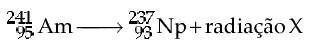 ²⁴¹₉₅Am ⟶ ²³⁷₉₃Np + radiação X